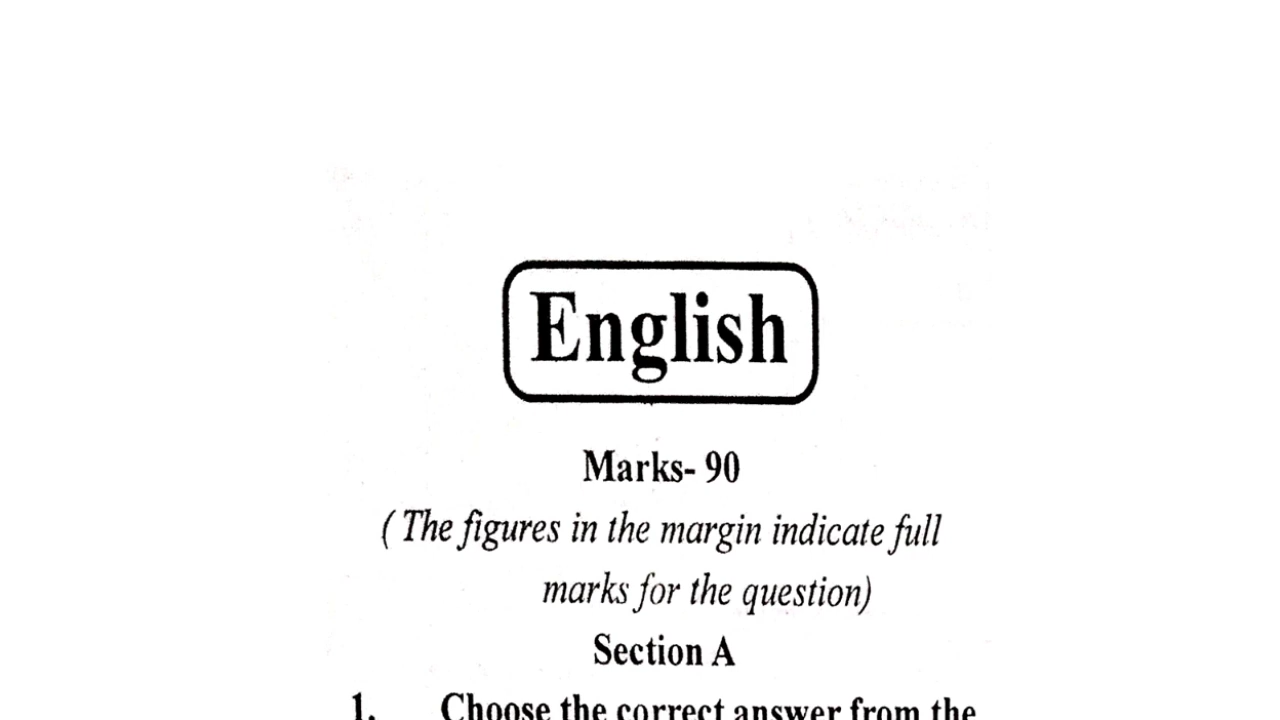 English
Marks- 90
( The figures in the margin indicate full
marks for the question)
Section A
1. Choose the correct answer from the